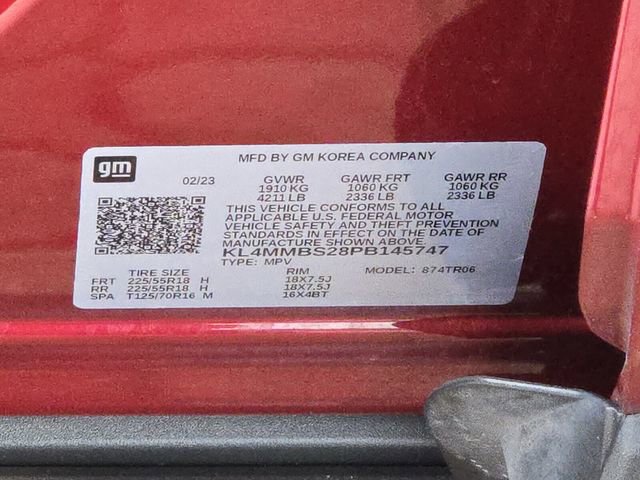 gm
MFD BY GM KOREA COMPANY
02/23 GVWR GAWR FRT GAWR RR
1910 KG 1060 KG 1060 KG
4211 LB 2336 LB 2336 LB
THIS VEHICLE CONFORMS TO ALL
APPLICABLE U.S. FEDERAL MOTOR
VEHICLE SAFETY AND THEFT PREVENTION
STANDARDS IN EFFECT ON THE DATE OF
MANUFACTURE SHOWN ABOVE.
KL4MMBS28PB145747
TYPE: MPV MODEL: 874TR06
TIRE SIZE RIM
FRT 225/55R18 H 18X7.5J
RR 225/55R18 H 18X7.5J
SPA T125/70R16 M 16X4BT